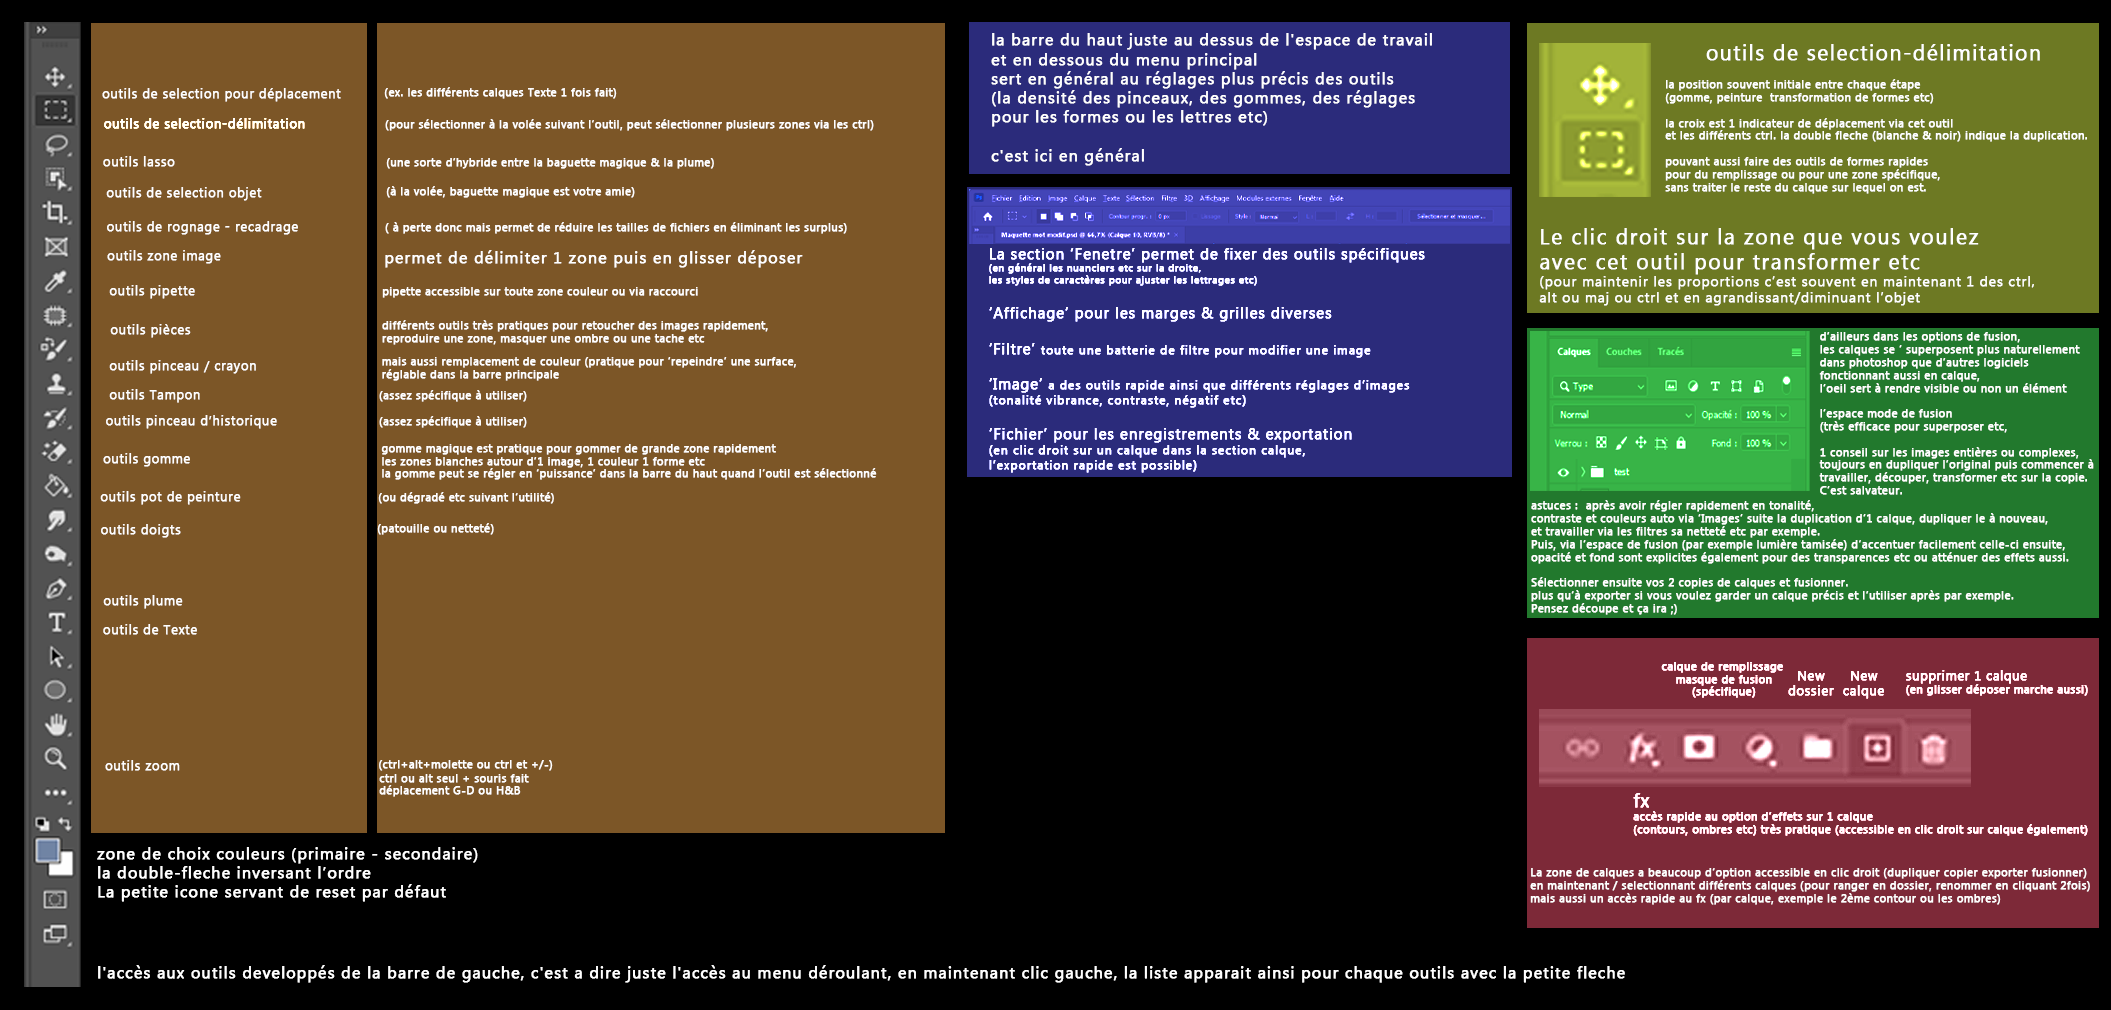 outils de selection pour déplacement
(ex. les différents calques Texte 1 fois fait)
outils de selection-délimitation
(pour sélectionner à la volée suivant l'outil, peut sélectionner plusieurs zones via les ctrl)
outils lasso
(une sorte d'hybride entre la baguette magique & la plume)
outils de selection objet
(à la volée, baguette magique est votre amie)
outils de rognage - recadrage
( à perte donc mais permet de réduire les tailles de fichiers en éliminant les surplus)
outils zone image
permet de délimiter 1 zone puis en glisser déposer
outils pipette
pipette accessible sur toute zone couleur ou via raccourci
outils pièces
différents outils très pratiques pour retoucher des images rapidement,
reproduire une zone, masquer une ombre ou une tache etc
outils pinceau / crayon
mais aussi remplacement de couleur (pratique pour 'repeindre' une surface,
réglable dans la barre principale
outils Tampon
(assez spécifique à utiliser)
outils pinceau d'historique
(assez spécifique à utiliser)
outils gomme
gomme magique est pratique pour gommer de grande zone rapidement
les zones blanches autour d'1 image, 1 couleur 1 forme etc
la gomme peut se régler en 'puissance' dans la barre du haut quand l'outil est sélectionné
outils pot de peinture
(ou dégradé etc suivant l'utilité)
outils doigts
(patouille ou netteté)
outils plume
outils de Texte
outils zoom
(ctrl+alt+molette ou ctrl et +/-)
ctrl ou alt seul + souris fait
déplacement G-D ou H&B
zone de choix couleurs (primaire - secondaire)
la double-fleche inversant l'ordre
La petite icone servant de reset par défaut
l'accès aux outils developpés de la barre de gauche, c'est a dire juste l'accès au menu déroulant, en maintenant clic gauche, la liste apparait ainsi pour chaque outils avec la petite fleche
la barre du haut juste au dessus de l'espace de travail
et en dessous du menu principal
sert en général au réglages plus précis des outils
(la densité des pinceaux, des gommes, des réglages
pour les formes ou les lettres etc)
c'est ici en général
Fichier Edition Image Calque Texte Sélection Filtre 3D Affichage Modules externes Fenêtre Aide
Contour progr. : 0 px Lissage Style : Normal Sélectionner et masquer...
Maquette mot modif.psd @ 66,7% (Calque 19, RVB/8) * ×
La section 'Fenetre' permet de fixer des outils spécifiques
(en général les nuanciers etc sur la droite,
les styles de caractères pour ajuster les lettrages etc)
'Affichage' pour les marges & grilles diverses
'Filtre' toute une batterie de filtre pour modifier une image
'Image' a des outils rapide ainsi que différents réglages d'images
(tonalité vibrance, contraste, négatif etc)
'Fichier' pour les enregistrements & exportation
(en clic droit sur un calque dans la section calque,
l'exportation rapide est possible)
outils de selection-délimitation
la position souvent initiale entre chaque étape
(gomme, peinture transformation de formes etc)
la croix est 1 indicateur de déplacement via cet outil
et les différents ctrl. la double fleche (blanche & noir) indique la duplication.
pouvant aussi faire des outils de formes rapides
pour du remplissage ou pour une zone spécifique,
sans traiter le reste du calque sur lequel on est.
Le clic droit sur la zone que vous voulez
avec cet outil pour transformer etc
(pour maintenir les proportions c'est souvent en maintenant 1 des ctrl,
alt ou maj ou ctrl et en agrandissant/diminuant l'objet
Calques Couches Tracés
Type
Normal Opacité : 100 %
Verrou : Fond : 100 %
test
d'ailleurs dans les options de fusion,
les calques se ' superposent plus naturellement
dans photoshop que d'autres logiciels
fonctionnant aussi en calque,
l'oeil sert à rendre visible ou non un élément
l'espace mode de fusion
(très efficace pour superposer etc,
1 conseil sur les images entières ou complexes,
toujours en dupliquer l'original puis commencer à
travailler, découper, transformer etc sur la copie.
C'est salvateur.
astuces : après avoir régler rapidement en tonalité,
contraste et couleurs auto via 'Images' suite la duplication d'1 calque, dupliquer le à nouveau,
et travailler via les filtres sa netteté etc par exemple.
Puis, via l'espace de fusion (par exemple lumière tamisée) d'accentuer facilement celle-ci ensuite,
opacité et fond sont explicites également pour des transparences etc ou atténuer des effets aussi.
Sélectionner ensuite vos 2 copies de calques et fusionner.
plus qu'à exporter si vous voulez garder un calque précis et l'utiliser après par exemple.
Pensez découpe et ça ira ;)
calque de remplissage
masque de fusion
(spécifique)
New
dossier
New
calque
supprimer 1 calque
(en glisser déposer marche aussi)
fx
fx
accès rapide au option d'effets sur 1 calque
(contours, ombres etc) très pratique (accessible en clic droit sur calque également)
La zone de calques a beaucoup d'option accessible en clic droit (dupliquer copier exporter fusionner)
en maintenant / selectionnant différents calques (pour ranger en dossier, renommer en cliquant 2fois)
mais aussi un accès rapide au fx (par calque, exemple le 2ème contour ou les ombres)